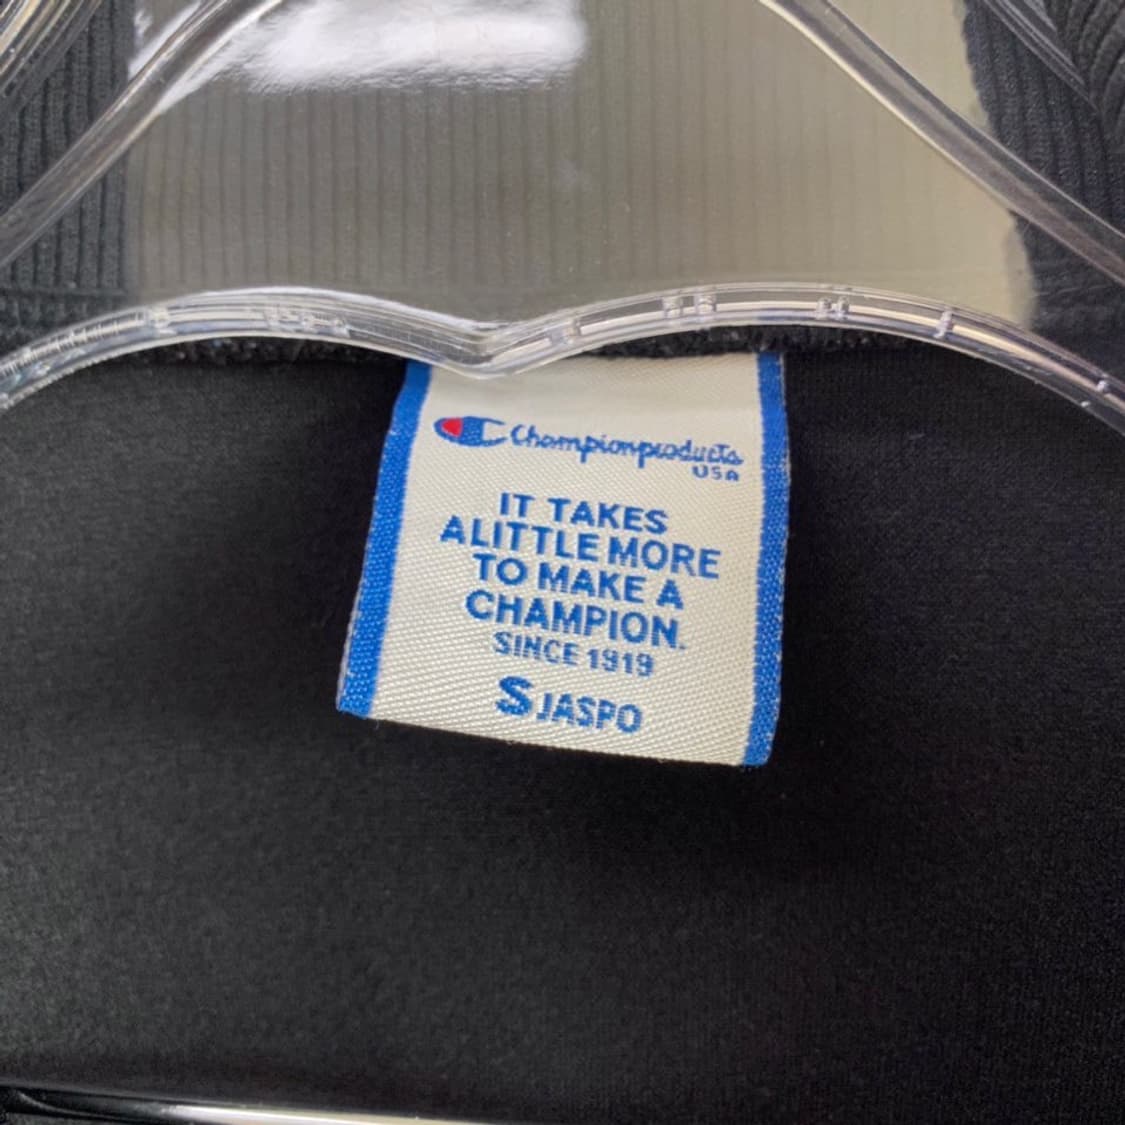 Championproducts
USA
IT TAKES
ALITTLE MORE
TO MAKE A
CHAMPION.
SINCE 1919
S JASPO